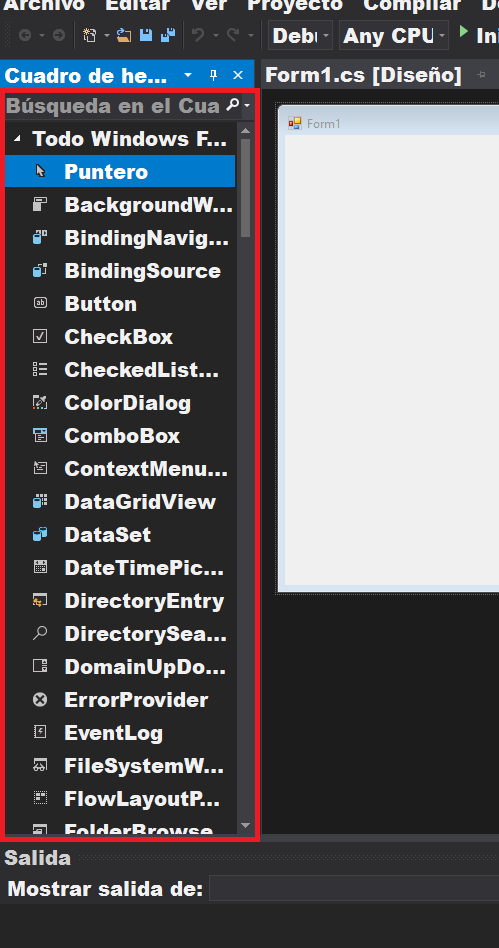 Archivo Editar Ver Proyecto Compilar De
Debu Any CPU Ini
Cuadro de he... Form1.cs [Diseño]
Búsqueda en el Cua
Form1
Todo Windows F...
Puntero
BackgroundW...
BindingNavig...
BindingSource
Button
CheckBox
CheckedList...
ColorDialog
ComboBox
ContextMenu...
DataGridView
DataSet
DateTimePic...
DirectoryEntry
DirectorySea...
DomainUpDo...
ErrorProvider
EventLog
FileSystemW...
FlowLayoutP...
FolderBrowse
Salida
Mostrar salida de: